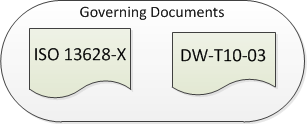 Governing Documents
ISO 13628-X
DW-T10-03